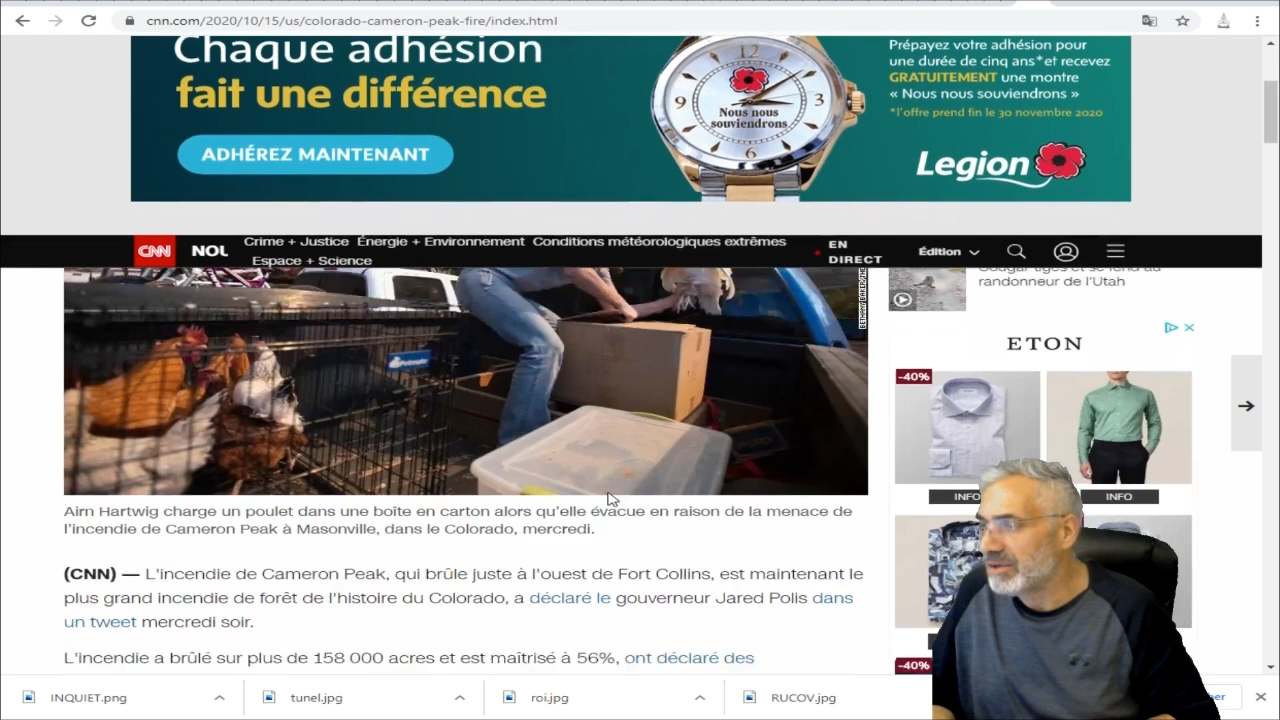 cnn.com/2020/10/15/us/colorado-cameron-peak-fire/index.html
Chaque adhésion
fait une différence
ADHÉREZ MAINTENANT
12
9
3
6
Nous nous
souviendrons
Prépayez votre adhésion pour
une durée de cinq ans* et recevez
GRATUITEMENT une montre
« Nous nous souviendrons »
*l'offre prend fin le 30 novembre 2020
Legion
CNN
NOU
Crime + Justice Énergie + Environnement Conditions météorologiques extrêmes
Espace + Science
EN
DIRECT
Édition
randonneur de l'Utah
Petmate
ETON
-40%
INFO
INFO
-40%
Airn Hartwig charge un poulet dans une boîte en carton alors qu'elle évacue en raison de la menace de
l'incendie de Cameron Peak à Masonville, dans le Colorado, mercredi.
(CNN) — L'incendie de Cameron Peak, qui brûle juste à l'ouest de Fort Collins, est maintenant le
plus grand incendie de forêt de l'histoire du Colorado, a déclaré le gouverneur Jared Polis dans
un tweet mercredi soir.
L'incendie a brûlé sur plus de 158 000 acres et est maîtrisé à 56%, ont déclaré des
INQUIET.png
tunel.jpg
roi.jpg
RUCOV.jpg